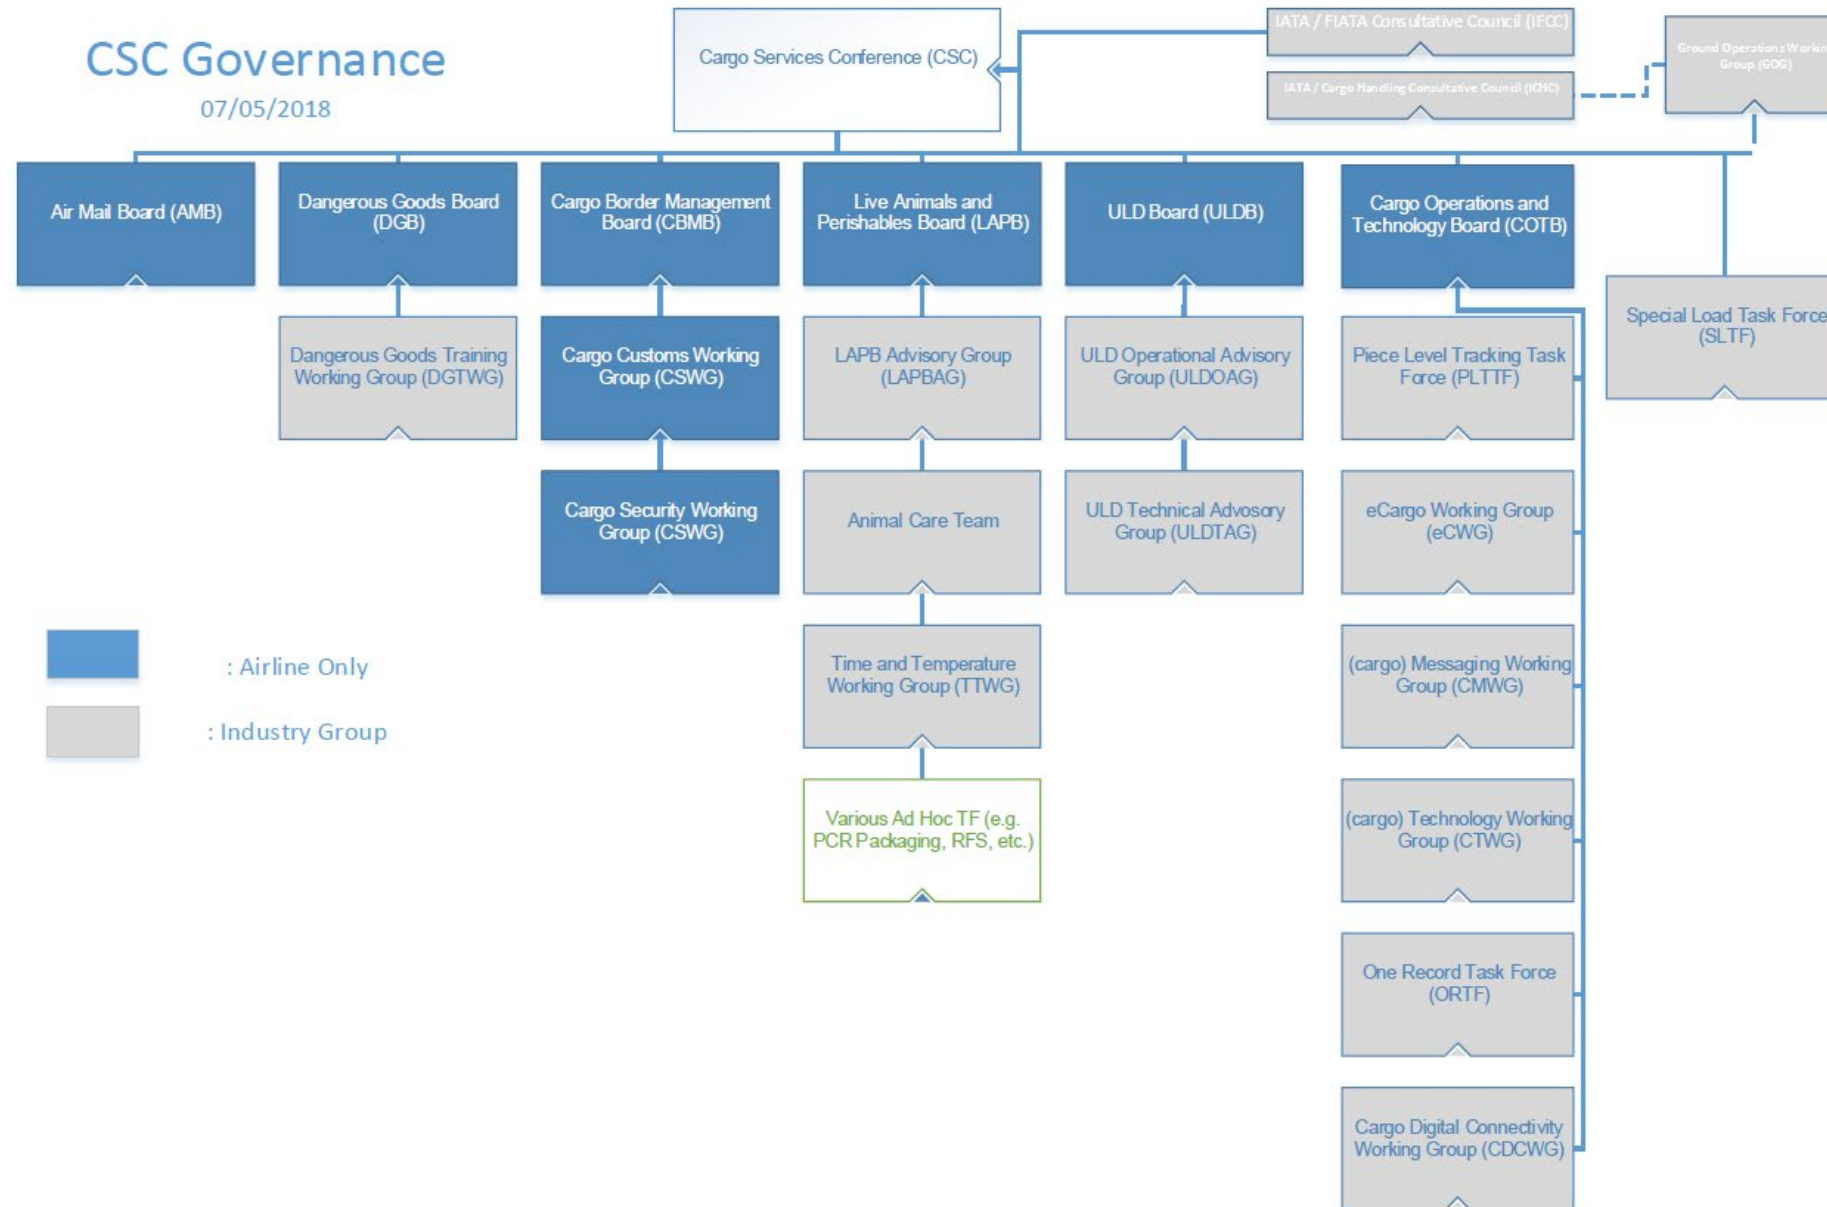 CSC Governance
07/05/2018
Cargo Services Conference (CSC)
IATA / FIATA Consultative Council (IFCC)
IATA / Cargo Handling Consultative Council (ICHC)
Ground Operations Workin
Group (GOG)
Air Mail Board (AMB)
Dangerous Goods Board
(DGB)
Cargo Border Management
Board (CBMB)
Live Animals and
Perishables Board (LAPB)
ULD Board (ULDB)
Cargo Operations and
Technology Board (COTB)
Special Load Task Force
(SLTF)
Dangerous Goods Training
Working Group (DGTWG)
Cargo Customs Working
Group (CSWG)
LAPB Advisory Group
(LAPBAG)
ULD Operational Advisory
Group (ULDOAG)
Piece Level Tracking Task
Force (PLTTF)
Cargo Security Working
Group (CSWG)
Animal Care Team
ULD Technical Advosory
Group (ULDTAG)
eCargo Working Group
(eCWG)
: Airline Only
: Industry Group
Time and Temperature
Working Group (TTWG)
(cargo) Messaging Working
Group (CMWG)
Various Ad Hoc TF (e.g.
PCR Packaging, RFS, etc.)
(cargo) Technology Working
Group (CTWG)
One Record Task Force
(ORTF)
Cargo Digital Connectivity
Working Group (CDCWG)